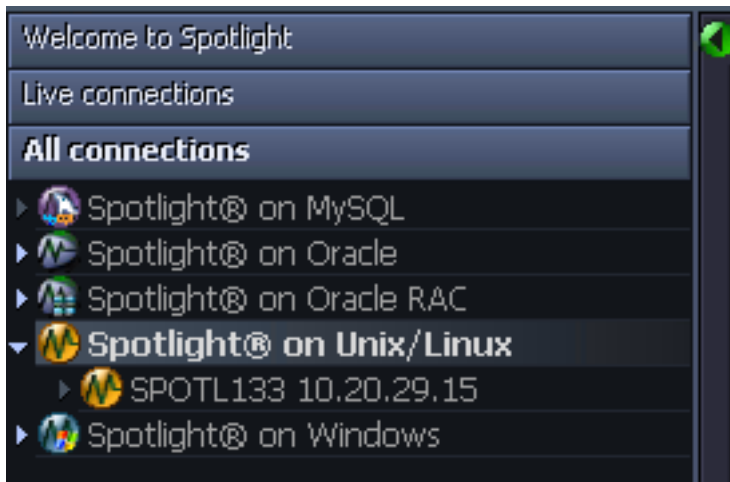 Welcome to Spotlight
Live connections
All connections
Spotlight® on MySQL
Spotlight® on Oracle
Spotlight® on Oracle RAC
Spotlight® on Unix/Linux
SPOTL133 10.20.29.15
Spotlight® on Windows